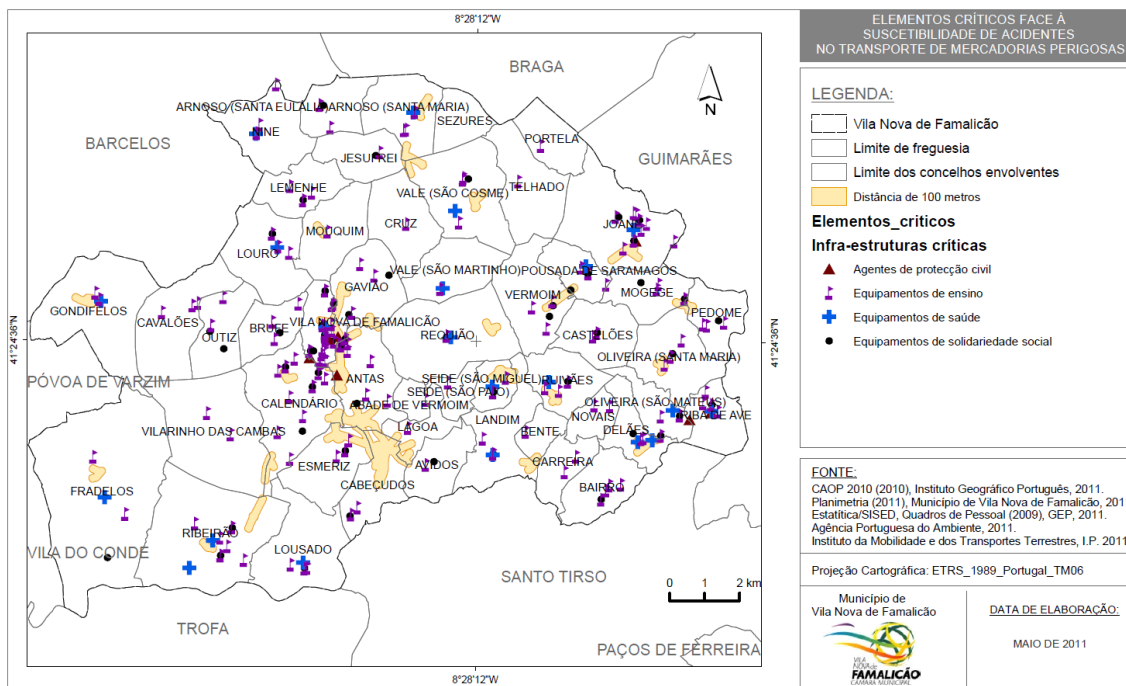 8°28'12"W
ELEMENTOS CRÍTICOS FACE À
SUSCETIBILIDADE DE ACIDENTES
NO TRANSPORTE DE MERCADORIAS PERIGOSAS
BRAGA
N
ARNOSO (SANTA EULÁLIA)
ARNOSO (SANTA MARIA)
SEZURES
NINE
PORTELA
BARCELOS
JESUFREI
GUIMARÃES
LEMENHE
VALE (SÃO COSME)
TELHADO
MOUQUIM
CRUZ
JOANE
LOURO
VALE (SÃO MARTINHO)
POUSADA DE SARAMAGOS
GAVIÃO
VERMOIM
MOGEGE
GONDIFELOS
CAVALÕES
OUTIZ
BRUFE
VILA NOVA DE FAMALICÃO
REQUIÃO
CASTELÕES
PEDOME
41°24'36"N
41°24'36"N
OLIVEIRA (SANTA MARIA)
PÓVOA DE VARZIM
ANTAS
SEIDE (SÃO MIGUEL)
RUIVÃES
SEIDE (SÃO PAIO)
CALENDÁRIO
ABADE DE VERMOIM
OLIVEIRA (SÃO MATEUS)
RIBA DE AVE
LANDIM
NOVAIS
VILARINHO DAS CAMBAS
LAGOA
BENTE
DELÃES
ESMERIZ
AVIDOS
CARREIRA
CABEÇUDOS
BAIRRO
FRADELOS
RIBEIRÃO
VILA DO CONDE
LOUSADO
SANTO TIRSO
0 1 2 km
TROFA
PAÇOS DE FERREIRA
8°28'12"W
LEGENDA:
Vila Nova de Famalicão
Limite de freguesia
Limite dos concelhos envolventes
Distância de 100 metros
Elementos_criticos
Infra-estruturas críticas
Agentes de protecção civil
Equipamentos de ensino
Equipamentos de saúde
Equipamentos de solidariedade social
FONTE:
CAOP 2010 (2010), Instituto Geográfico Português, 2011.
Planimetria (2011), Município de Vila Nova de Famalicão, 201
Estatítica/SISED, Quadros de Pessoal (2009), GEP, 2011.
Agência Portuguesa do Ambiente, 2011.
Instituto da Mobilidade e dos Transportes Terrestres, I.P. 2011
Projeção Cartográfica: ETRS_1989_Portugal_TM06
Município de
Vila Nova de Famalicão
VILA
NOVA de
FAMALICÃO
CÂMARA MUNICIPAL
DATA DE ELABORAÇÃO:
MAIO DE 2011